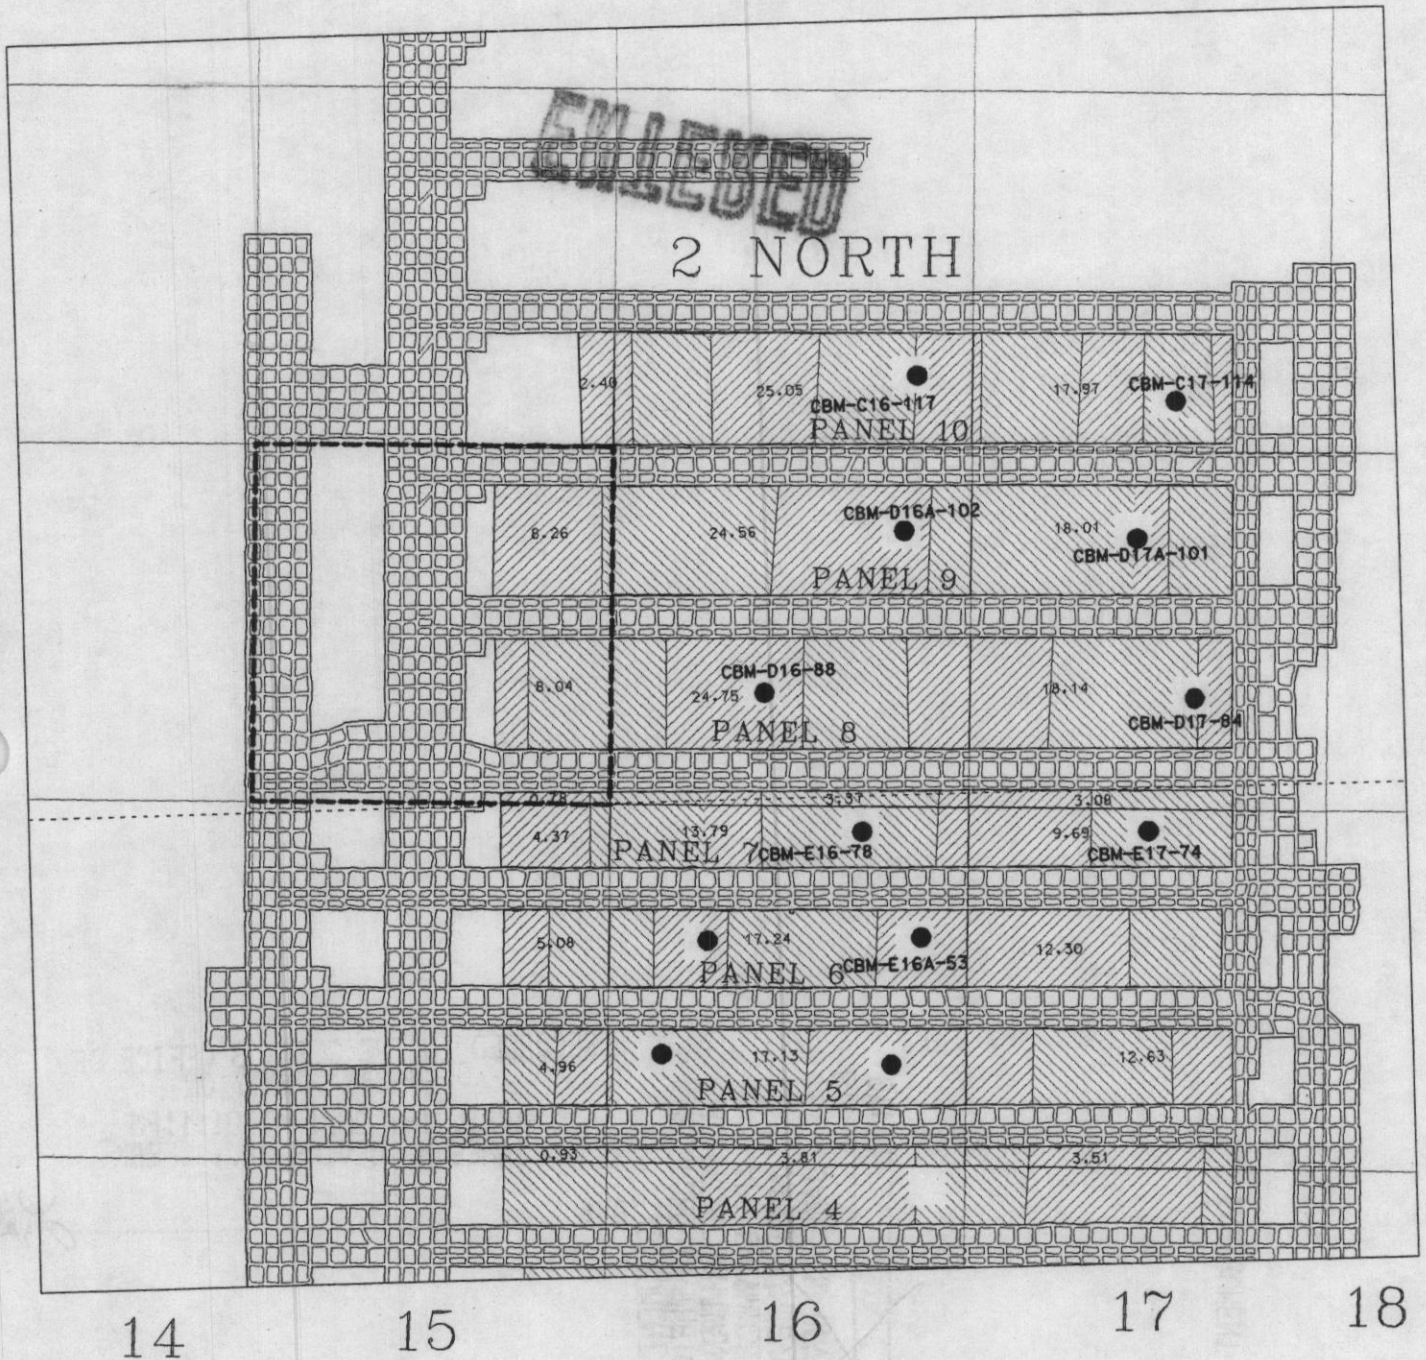 ENTERED
2 NORTH
2.40 25.05 17.97 CBM-C17-114
CBM-C16-117
PANEL 10
8.26 24.56 CBM-D16A-102 18.01
CBM-D17A-101
PANEL 9
8.04 24.75 CBM-D16-88 18.14
CBM-D17-84
PANEL 8
0.78 3.37 3.08
4.37 13.79 9.69
PANEL 7 CBM-E16-78 CBM-E17-74
5.08 17.24 12.30
PANEL 6 CBM-E16A-53
4.96 17.13 12.63
PANEL 5
0.93 3.81 3.51
PANEL 4
14 15 16 17 18